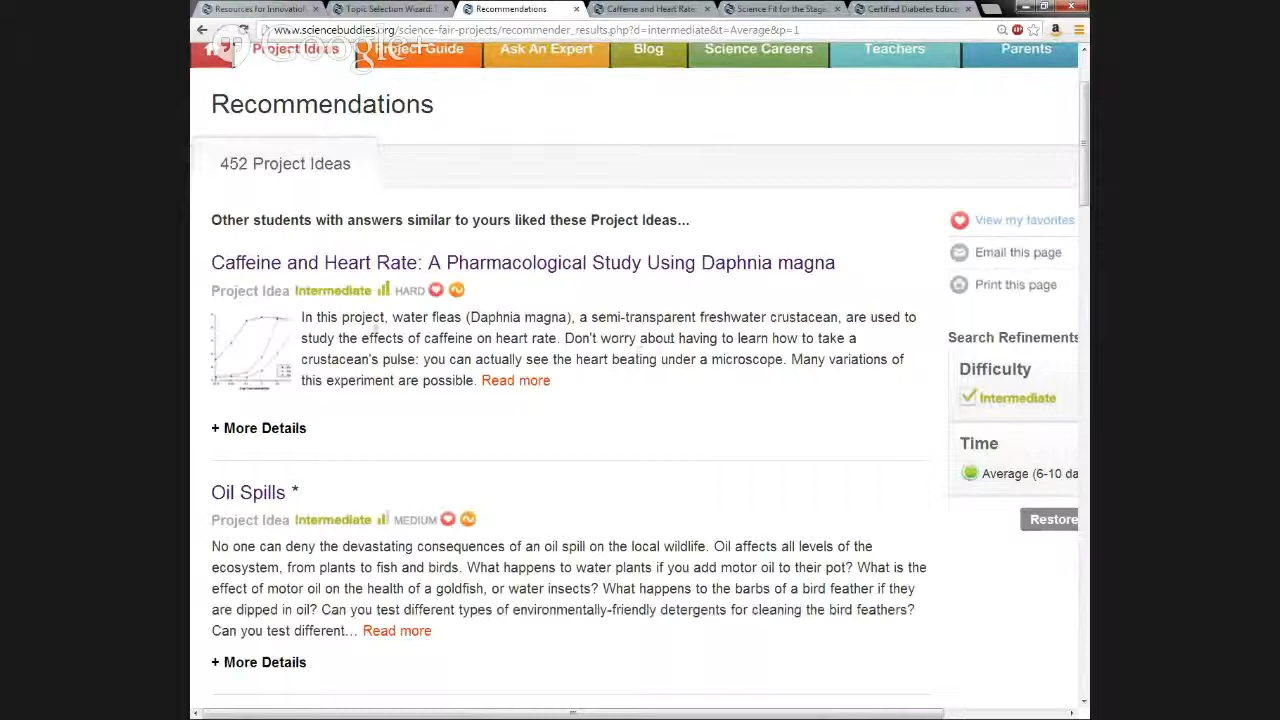 Resources for Innovation
Topic Selection Wizard:
Recommendations
Caffeine and Heart Rate:
Science Fit for the Stage
Certified Diabetes Educ
www.sciencebuddies.org/science-fair-projects/recommender_results.php?d=intermediate&t=Average&p=1
Google+
Project Ideas
Project Guide
Ask An Expert
Blog
Science Careers
Teachers
Parents
Recommendations
452 Project Ideas
Other students with answers similar to yours liked these Project Ideas...
View my favorites
Email this page
Print this page
Caffeine and Heart Rate: A Pharmacological Study Using Daphnia magna
Project Idea Intermediate HARD
In this project, water fleas (Daphnia magna), a semi-transparent freshwater crustacean, are used to
study the effects of caffeine on heart rate. Don't worry about having to learn how to take a
crustacean's pulse: you can actually see the heart beating under a microscope. Many variations of
this experiment are possible. Read more
+ More Details
Search Refinements
Difficulty
Intermediate
Time
Average (6-10 da
Restore
Oil Spills *
Project Idea Intermediate MEDIUM
No one can deny the devastating consequences of an oil spill on the local wildlife. Oil affects all levels of the
ecosystem, from plants to fish and birds. What happens to water plants if you add motor oil to their pot? What is the
effect of motor oil on the health of a goldfish, or water insects? What happens to the barbs of a bird feather if they
are dipped in oil? Can you test different types of environmentally-friendly detergents for cleaning the bird feathers?
Can you test different... Read more
+ More Details